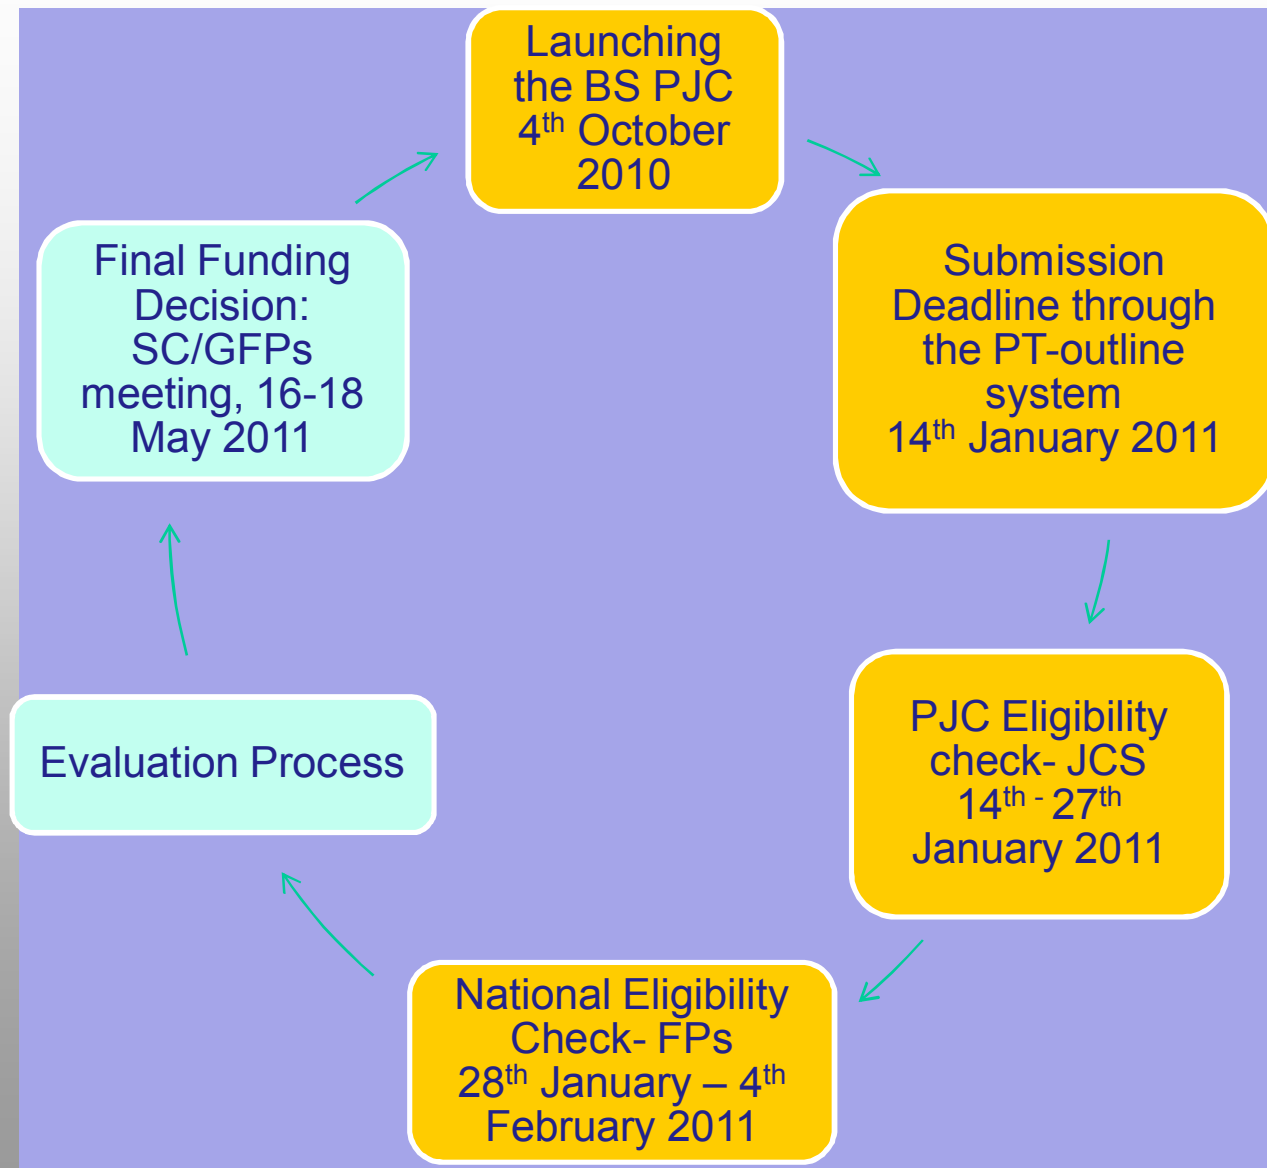 Launching
the BS PJC
4th October
2010
Submission
Deadline through
the PT-outline
system
14th January 2011
PJC Eligibility
check- JCS
14th - 27th
January 2011
National Eligibility
Check- FPs
28th January – 4th
February 2011
Evaluation Process
Final Funding
Decision:
SC/GFPs
meeting, 16-18
May 2011